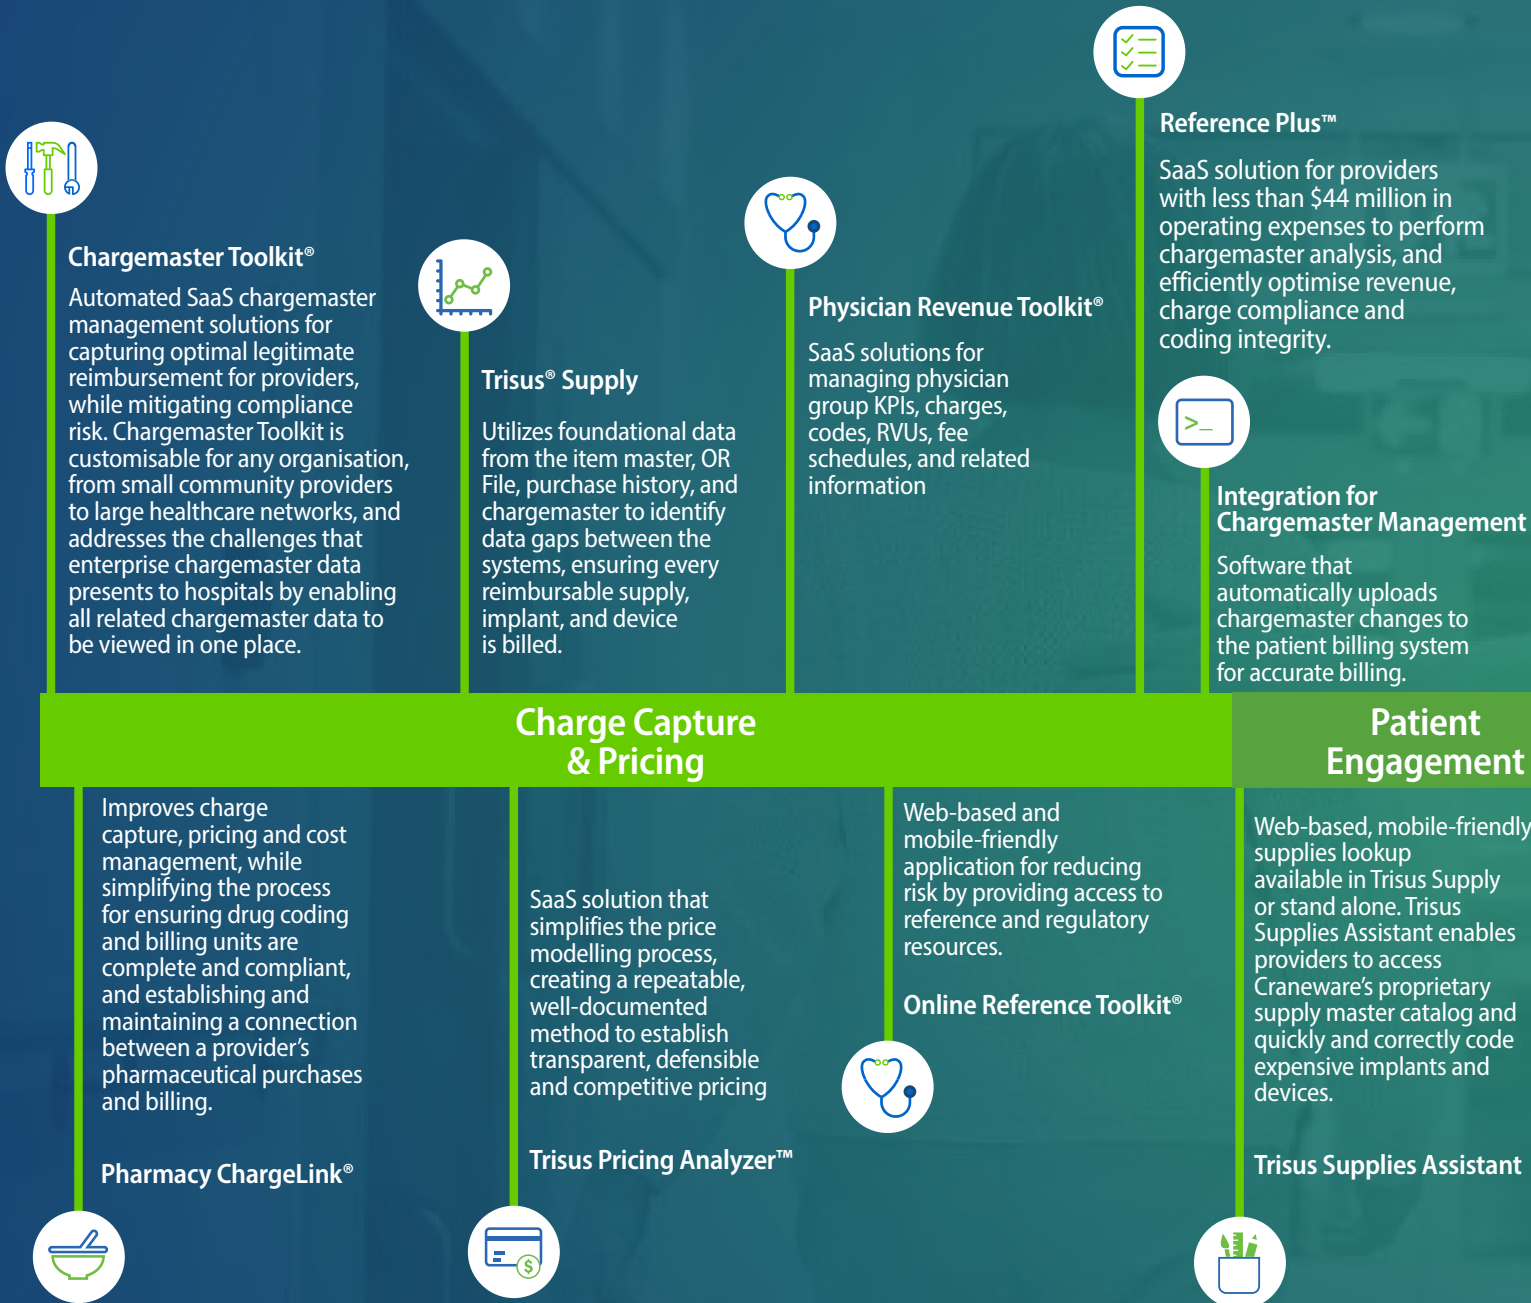 Reference Plus™
SaaS solution for providers
with less than $44 million in
operating expenses to perform
chargemaster analysis, and
efficiently optimise revenue,
charge compliance and
coding integrity.
Chargemaster Toolkit®
Automated SaaS chargemaster
management solutions for
capturing optimal legitimate
reimbursement for providers,
while mitigating compliance
risk. Chargemaster Toolkit is
customisable for any organisation,
from small community providers
to large healthcare networks, and
addresses the challenges that
enterprise chargemaster data
presents to hospitals by enabling
all related chargemaster data to
be viewed in one place.
Trisus® Supply
Utilizes foundational data
from the item master, OR
File, purchase history, and
chargemaster to identify
data gaps between the
systems, ensuring every
reimbursable supply,
implant, and device
is billed.
Physician Revenue Toolkit®
SaaS solutions for
managing physician
group KPIs, charges,
codes, RVUs, fee
schedules, and related
information
>_
Integration for
Chargemaster Management
Software that
automatically uploads
chargemaster changes to
the patient billing system
for accurate billing.
Charge Capture
& Pricing
Patient
Engagement
Improves charge
capture, pricing and cost
management, while
simplifying the process
for ensuring drug coding
and billing units are
complete and compliant,
and establishing and
maintaining a connection
between a provider’s
pharmaceutical purchases
and billing.
Pharmacy ChargeLink®
SaaS solution that
simplifies the price
modelling process,
creating a repeatable,
well-documented
method to establish
transparent, defensible
and competitive pricing
Trisus Pricing Analyzer™
$
Web-based and
mobile-friendly
application for reducing
risk by providing access to
reference and regulatory
resources.
Online Reference Toolkit®
Web-based, mobile-friendly
supplies lookup
available in Trisus Supply
or stand alone. Trisus
Supplies Assistant enables
providers to access
Craneware’s proprietary
supply master catalog and
quickly and correctly code
expensive implants and
devices.
Trisus Supplies Assistant